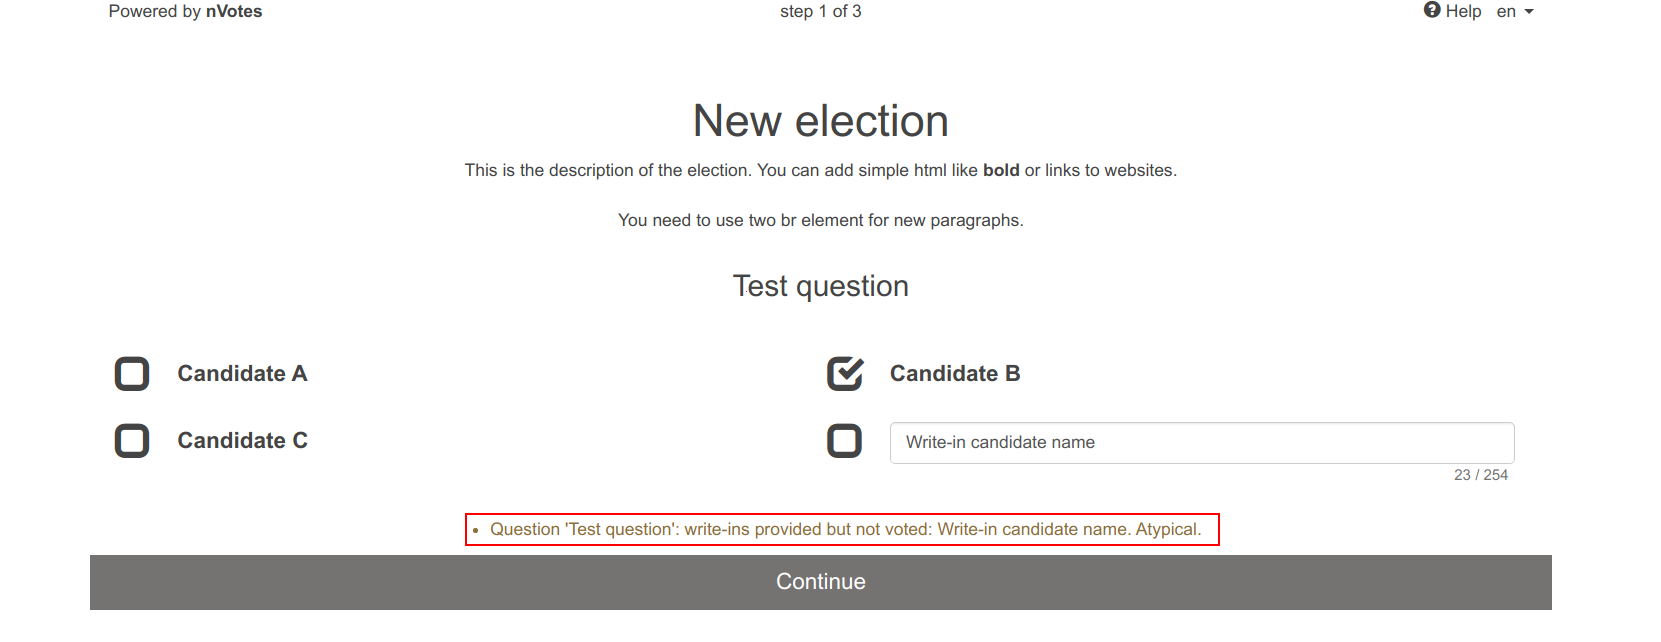 Powered by nVotes step 1 of 3 Help en
New election
This is the description of the election. You can add simple html like bold or links to websites.
You need to use two br element for new paragraphs.
Test question
Candidate A Candidate B
Candidate C Write-in candidate name
23 / 254
Question 'Test question': write-ins provided but not voted: Write-in candidate name. Atypical.
Continue